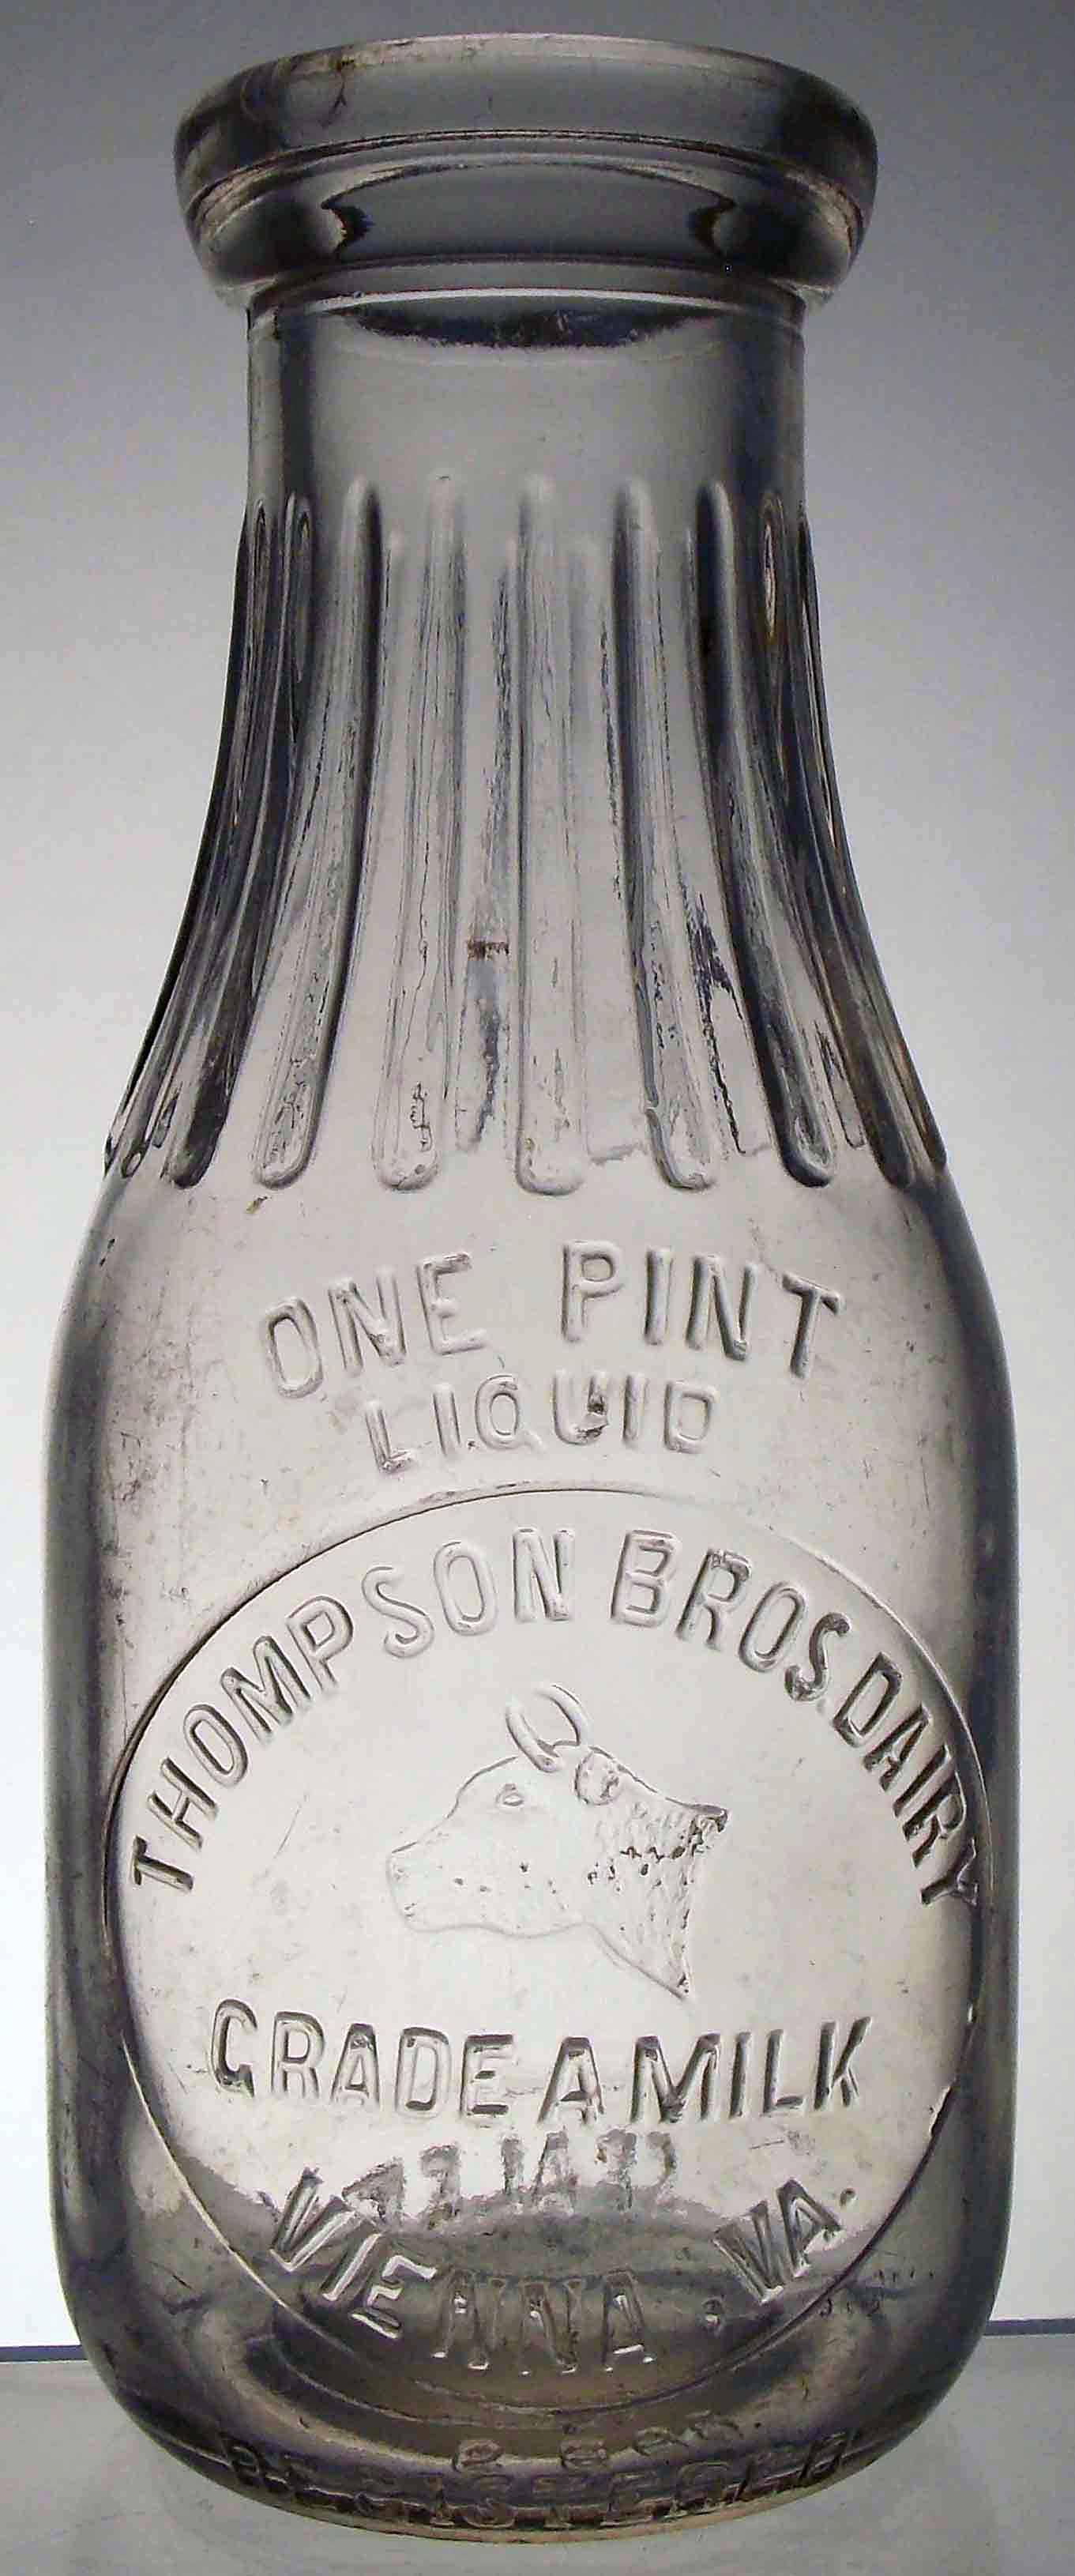 ONE PINT
LIQUID
THOMPSON BROS. DAIRY
GRADE A MILK
VIENNA, VA.